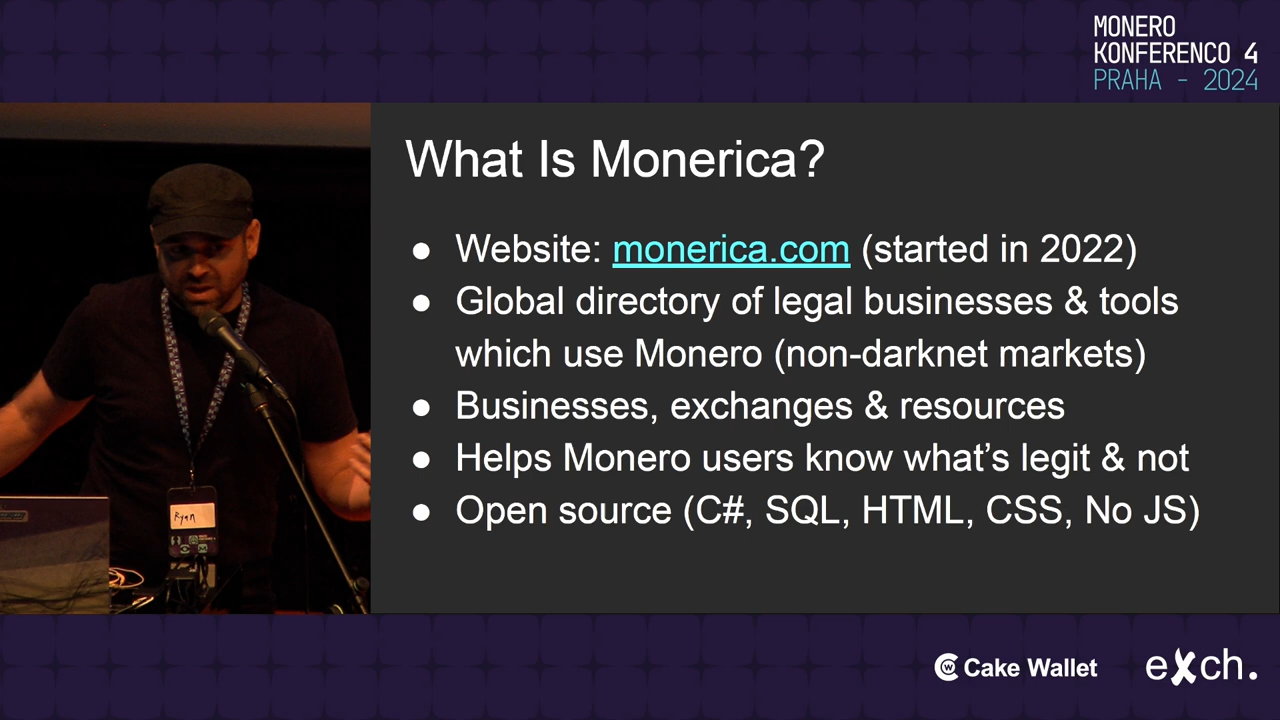 MONERO
KONFERENCO 4
PRAHA - 2024
What Is Monerica?
● Website: monerica.com (started in 2022)
● Global directory of legal businesses & tools
which use Monero (non-darknet markets)
● Businesses, exchanges & resources
● Helps Monero users know what's legit & not
● Open source (C#, SQL, HTML, CSS, No JS)
Ryan
Cake Wallet
eXch.